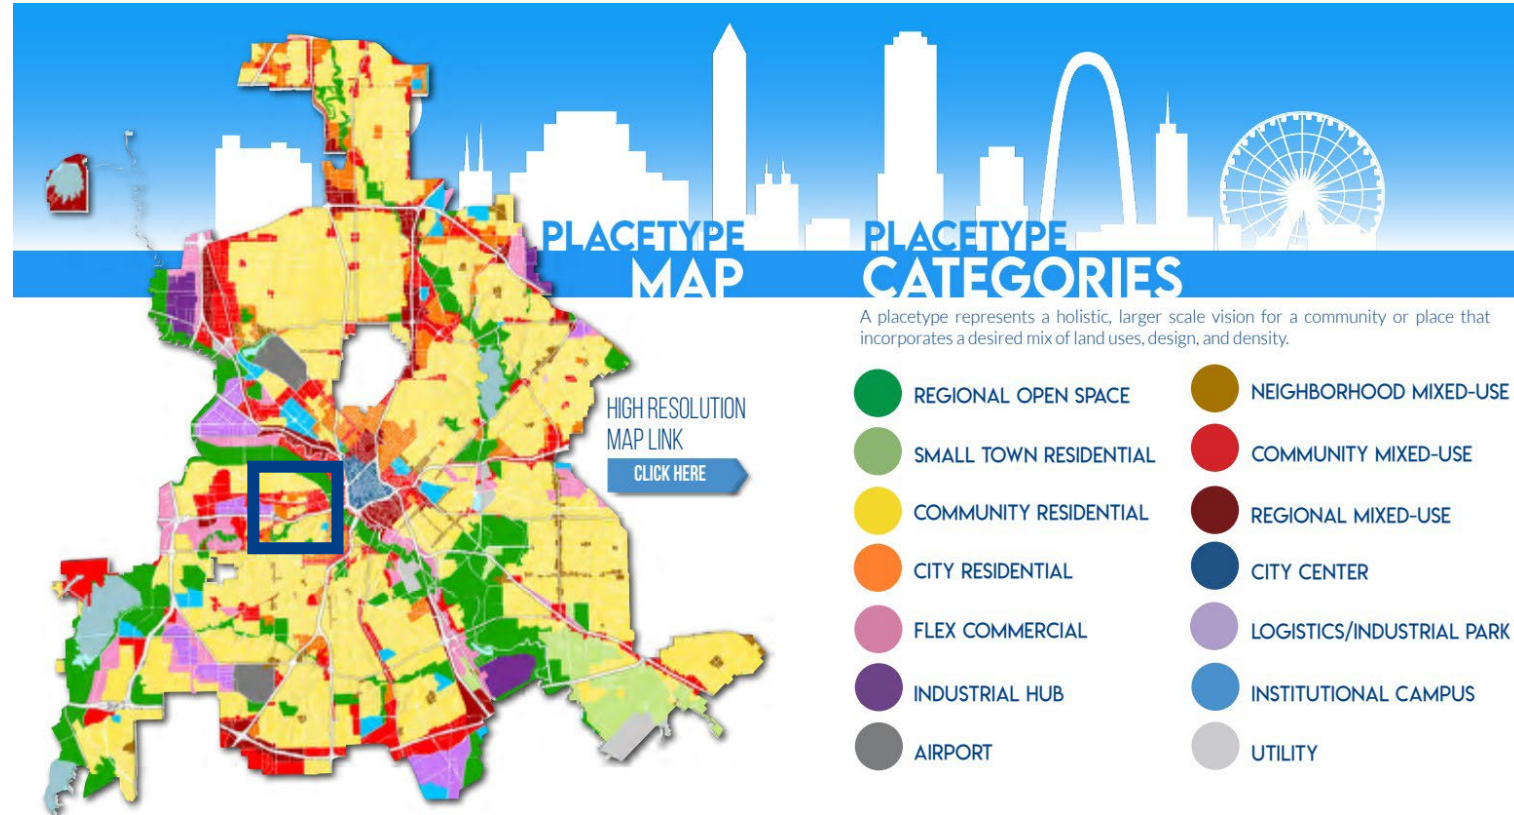 PLACETYPE
MAP
PLACETYPE
CATEGORIES
A placetype represents a holistic, larger scale vision for a community or place that
incorporates a desired mix of land uses, design, and density.
HIGH RESOLUTION
MAP LINK
CLICK HERE
REGIONAL OPEN SPACE
SMALL TOWN RESIDENTIAL
COMMUNITY RESIDENTIAL
CITY RESIDENTIAL
FLEX COMMERCIAL
INDUSTRIAL HUB
AIRPORT
NEIGHBORHOOD MIXED-USE
COMMUNITY MIXED-USE
REGIONAL MIXED-USE
CITY CENTER
LOGISTICS/INDUSTRIAL PARK
INSTITUTIONAL CAMPUS
UTILITY